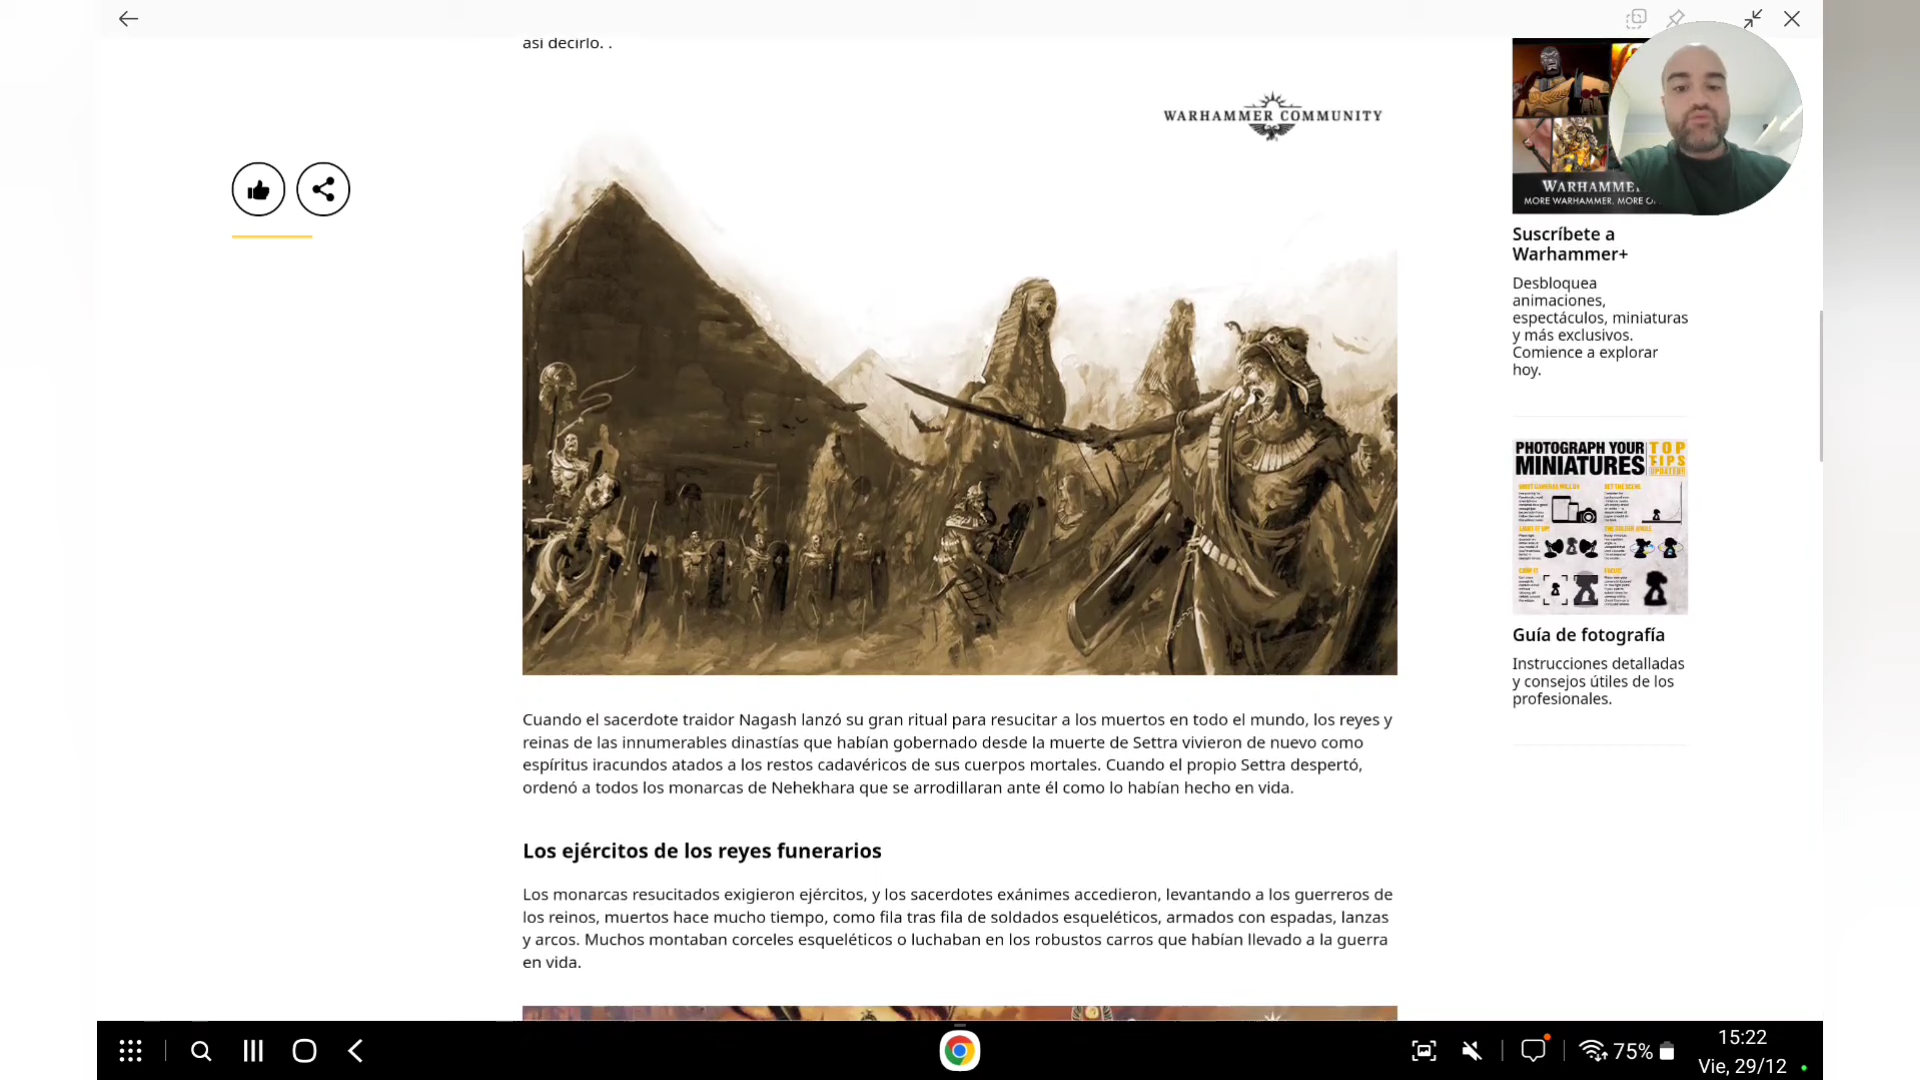 así decirlo. .
WARHAMMER COMMUNITY
Cuando el sacerdote traidor Nagash lanzó su gran ritual para resucitar a los muertos en todo el mundo, los reyes y
reinas de las innumerables dinastías que habían gobernado desde la muerte de Settra vivieron de nuevo como
espíritus iracundos atados a los restos cadavéricos de sus cuerpos mortales. Cuando el propio Settra despertó,
ordenó a todos los monarcas de Nehekhara que se arrodillaran ante él como lo habían hecho en vida.
Los ejércitos de los reyes funerarios
Los monarcas resucitados exigieron ejércitos, y los sacerdotes exánimes accedieron, levantando a los guerreros de
los reinos, muertos hace mucho tiempo, como fila tras fila de soldados esqueléticos, armados con espadas, lanzas
y arcos. Muchos montaban corceles esqueléticos o luchaban en los robustos carros que habían llevado a la guerra
en vida.
MORE WARHAMMER. MORE
Suscríbete a
Warhammer+
Desbloquea
animaciones,
espectáculos, miniaturas
y más exclusivos.
Comience a explorar
hoy.
PHOTOGRAPH YOUR TOP
MINIATURES TIPS
Guía de fotografía
Instrucciones detalladas
y consejos útiles de los
profesionales.
75%
15:22
Vie, 29/12